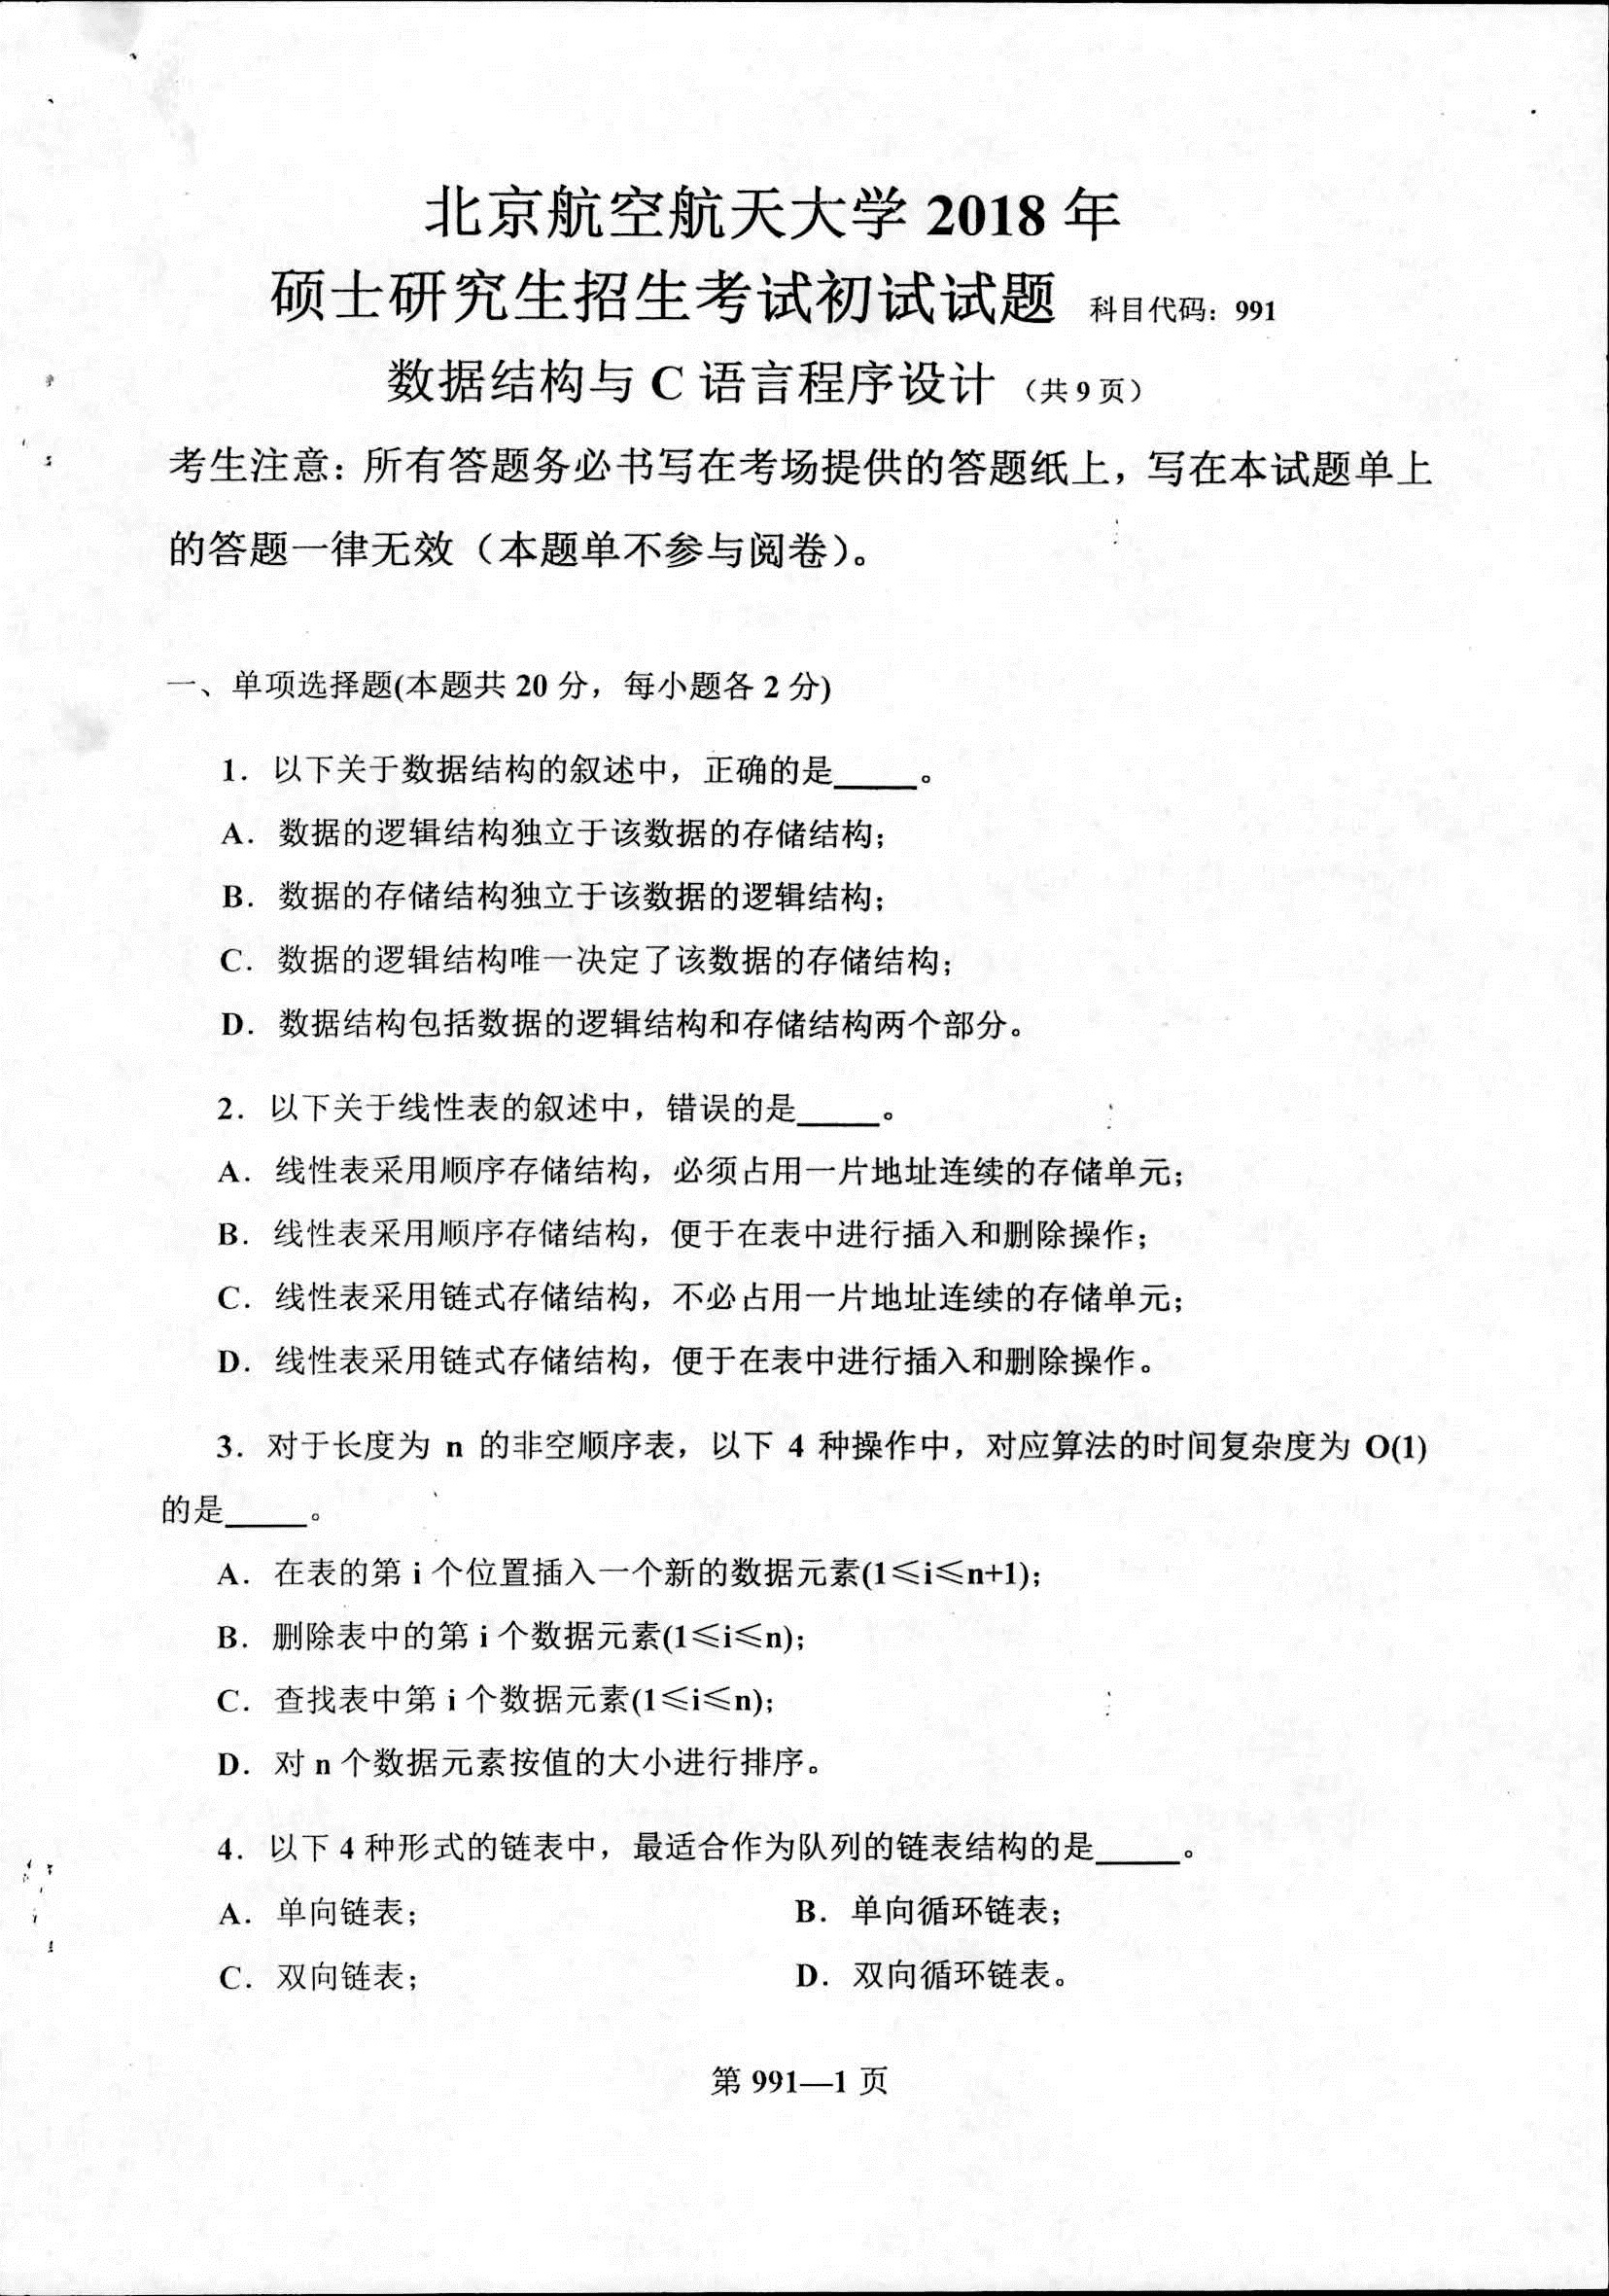 北京航空航天大学 2018 年
硕士研究生招生考试初试试题 科目代码：991
数据结构与 C 语言程序设计 （共 9 页）
考生注意：所有答题务必书写在考场提供的答题纸上，写在本试题单上
的答题一律无效（本题单不参与阅卷）。
一、单项选择题(本题共 20 分，每小题各 2 分)
1．以下关于数据结构的叙述中，正确的是_____。
A．数据的逻辑结构独立于该数据的存储结构；
B．数据的存储结构独立于该数据的逻辑结构；
C．数据的逻辑结构唯一决定了该数据的存储结构；
D．数据结构包括数据的逻辑结构和存储结构两个部分。
2．以下关于线性表的叙述中，错误的是_____。
A．线性表采用顺序存储结构，必须占用一片地址连续的存储单元；
B．线性表采用顺序存储结构，便于在表中进行插入和删除操作；
C．线性表采用链式存储结构，不必占用一片地址连续的存储单元；
D．线性表采用链式存储结构，便于在表中进行插入和删除操作。
3．对于长度为 n 的非空顺序表，以下 4 种操作中，对应算法的时间复杂度为 O(1)
的是_____。
A．在表的第 i 个位置插入一个新的数据元素(1≤i≤n+1)；
B．删除表中的第 i 个数据元素(1≤i≤n)；
C．查找表中第 i 个数据元素(1≤i≤n)；
D．对 n 个数据元素按值的大小进行排序。
4．以下 4 种形式的链表中，最适合作为队列的链表结构的是_____。
A．单向链表； B．单向循环链表；
C．双向链表； D．双向循环链表。
第 991—1 页